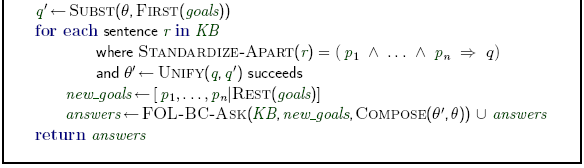 q′ ← SUBST(θ, FIRST(goals))
for each sentence r in KB
where STANDARDIZE-APART(r) = ( p1 ∧ . . . ∧ pn ⇒ q)
and θ′ ← UNIFY(q, q′) succeeds
new_goals ← [ p1, . . . , pn|REST(goals)]
answers ← FOL-BC-ASK(KB, new_goals, COMPOSE(θ′, θ)) ∪ answers
return answers